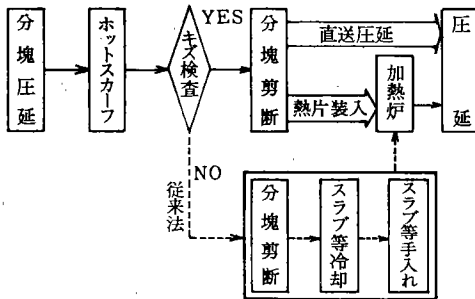 分塊圧延
ホットスカーフ
キズ検査
YES
分塊剪断
直送圧延
熱片装入
加熱炉
圧延
NO
従来法
分塊剪断
スラブ等冷却
スラブ等手入れ